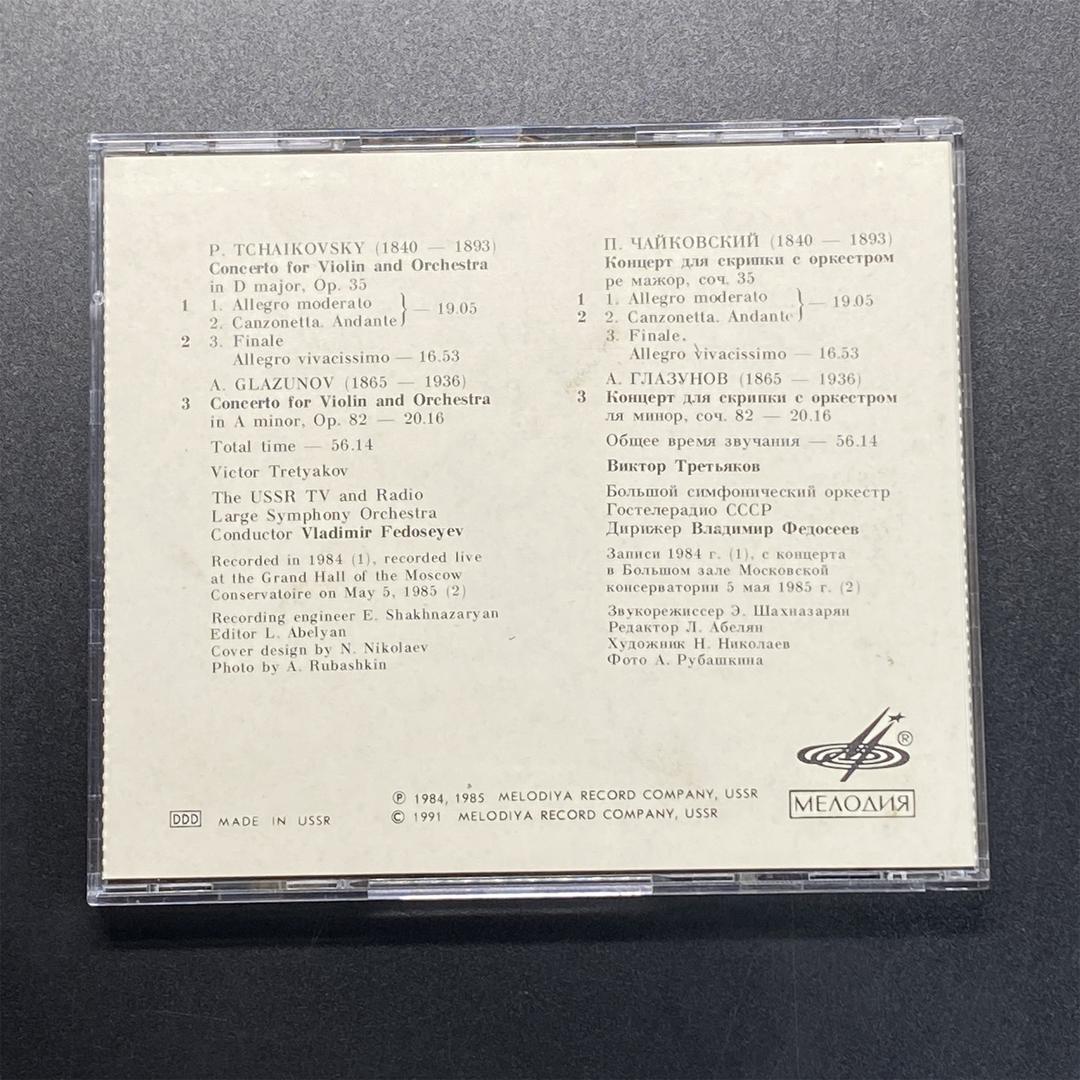 P. TCHAIKOVSKY (1840 — 1893)
Concerto for Violin and Orchestra
in D major, Op. 35
1 1. Allegro moderato
2. Canzonetta. Andante } — 19.05
2 3. Finale
Allegro vivacissimo — 16.53
A. GLAZUNOV (1865 — 1936)
3 Concerto for Violin and Orchestra
in A minor, Op. 82 — 20.16
Total time — 56.14
Victor Tretyakov
The USSR TV and Radio
Large Symphony Orchestra
Conductor Vladimir Fedoseyev
Recorded in 1984 (1), recorded live
at the Grand Hall of the Moscow
Conservatoire on May 5, 1985 (2)
Recording engineer E. Shakhnazaryan
Editor L. Abelyan
Cover design by N. Nikolaev
Photo by A. Rubashkin
П. ЧАЙКОВСКИЙ (1840 — 1893)
Концерт для скрипки с оркестром
ре мажор, соч. 35
1 1. Allegro moderato
2 2. Canzonetta. Andante } — 19.05
3. Finale.
Allegro vivacissimo — 16.53
А. ГЛАЗУНОВ (1865 — 1936)
3 Концерт для скрипки с оркестром
ля минор, соч. 82 — 20.16
Общее время звучания — 56.14
Виктор Третьяков
Большой симфонический оркестр
Гостелерадио СССР
Дирижер Владимир Федосеев
Записи 1984 г. (1), с концерта
в Большом зале Московской
консерватории 5 мая 1985 г. (2)
Звукорежиссер Э. Шахназарян
Редактор Л. Абелян
Художник Н. Николаев
Фото А. Рубашкина
®
МЕЛОДИЯ
℗ 1984, 1985 MELODIYA RECORD COMPANY, USSR
© 1991 MELODIYA RECORD COMPANY, USSR
DDD MADE IN USSR